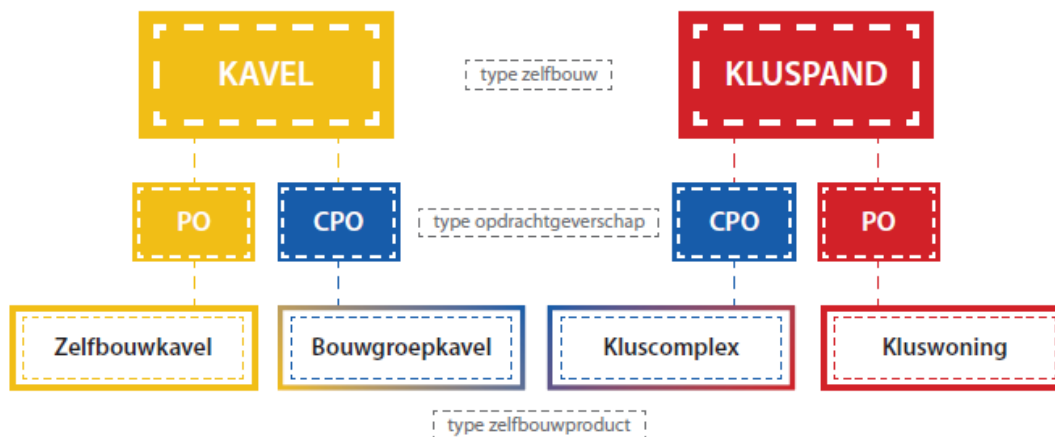 KAVEL
type zelfbouw
KLUSPAND
PO
CPO
type opdrachtgeverschap
CPO
PO
Zelfbouwkavel
Bouwgroepkavel
Kluscomplex
Kluswoning
type zelfbouwproduct